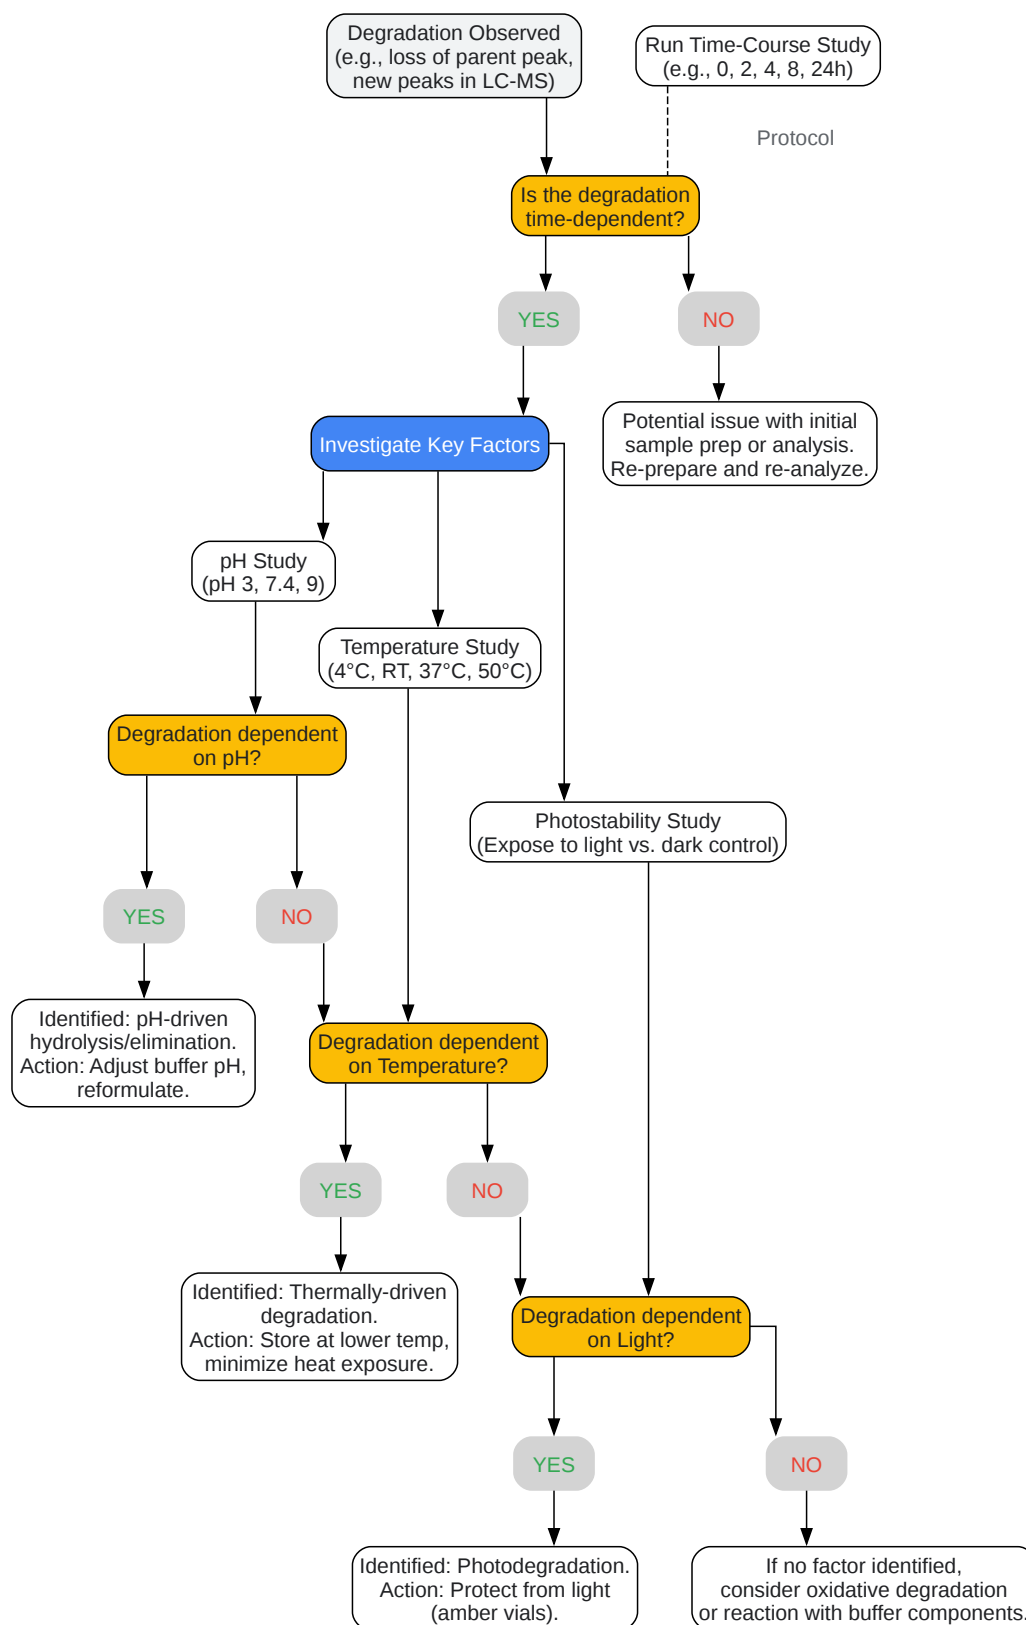 Degradation Observed
(e.g., loss of parent peak,
new peaks in LC-MS)
Run Time-Course Study
(e.g., 0, 2, 4, 8, 24h)
Protocol
Is the degradation
time-dependent?
YES
NO
Investigate Key Factors
Potential issue with initial
sample prep or analysis.
Re-prepare and re-analyze.
pH Study
(pH 3, 7.4, 9)
Temperature Study
(4°C, RT, 37°C, 50°C)
Degradation dependent
on pH?
Photostability Study
(Expose to light vs. dark control)
YES
NO
Identified: pH-driven
hydrolysis/elimination.
Action: Adjust buffer pH,
reformulate.
Degradation dependent
on Temperature?
YES
NO
Identified: Thermally-driven
degradation.
Action: Store at lower temp,
minimize heat exposure.
Degradation dependent
on Light?
YES
NO
Identified: Photodegradation.
Action: Protect from light
(amber vials).
If no factor identified,
consider oxidative degradation
or reaction with buffer components.